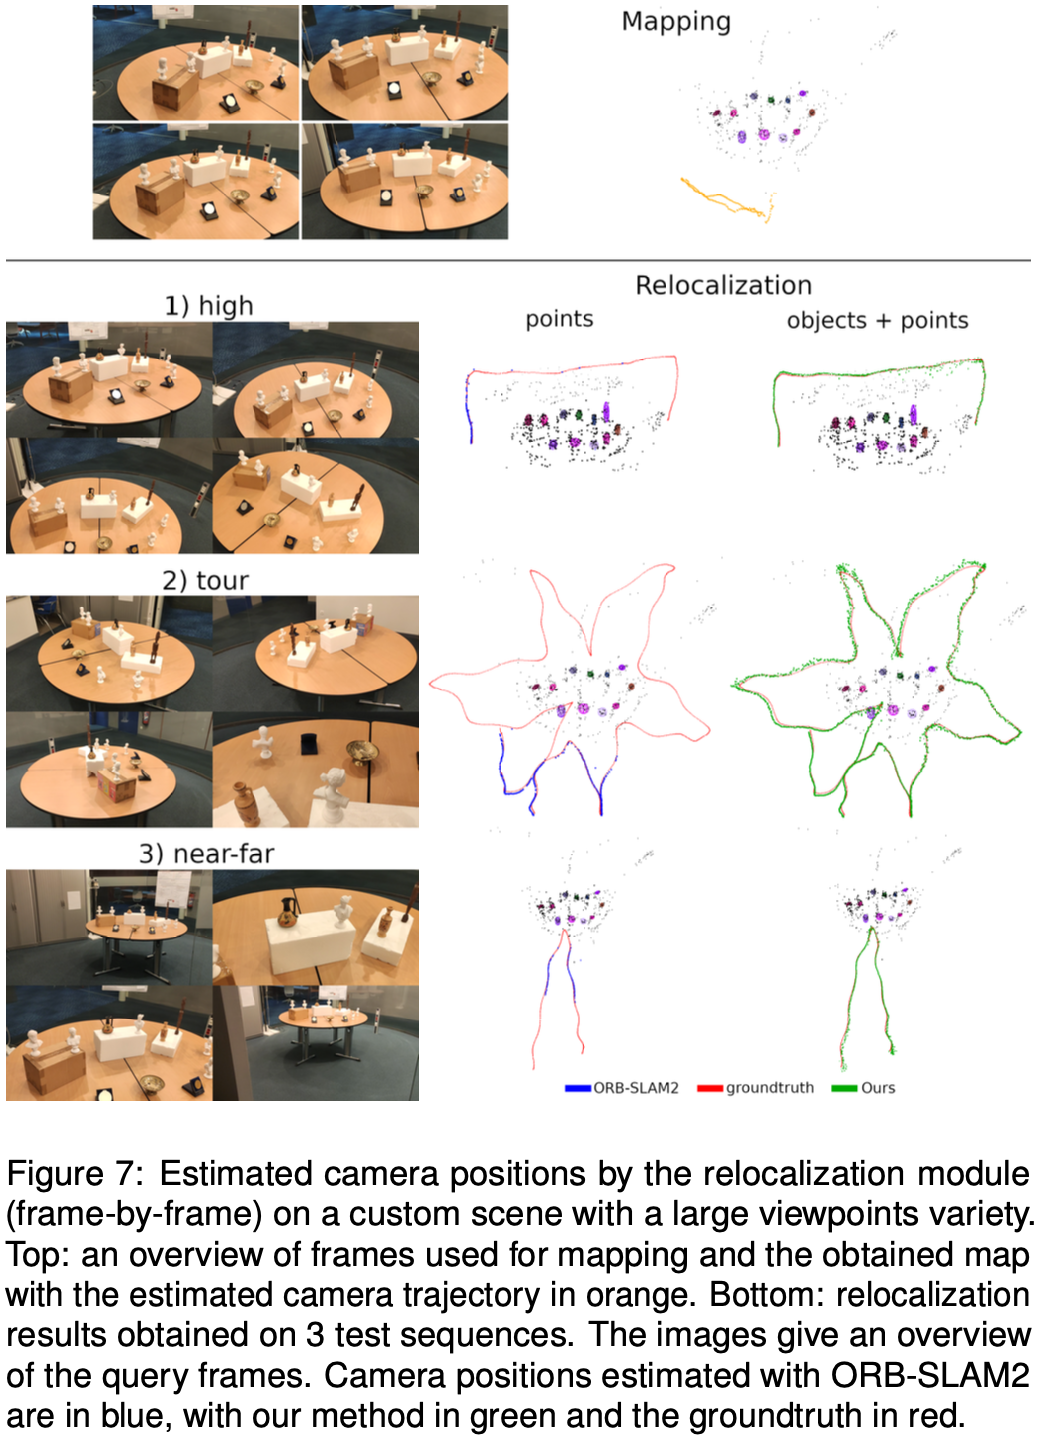 Mapping
Relocalization
1) high
points
objects + points
2) tour
3) near-far
ORB-SLAM2
groundtruth
Ours
Figure 7: Estimated camera positions by the relocalization module
(frame-by-frame) on a custom scene with a large viewpoints variety.
Top: an overview of frames used for mapping and the obtained map
with the estimated camera trajectory in orange. Bottom: relocalization
results obtained on 3 test sequences. The images give an overview
of the query frames. Camera positions estimated with ORB-SLAM2
are in blue, with our method in green and the groundtruth in red.